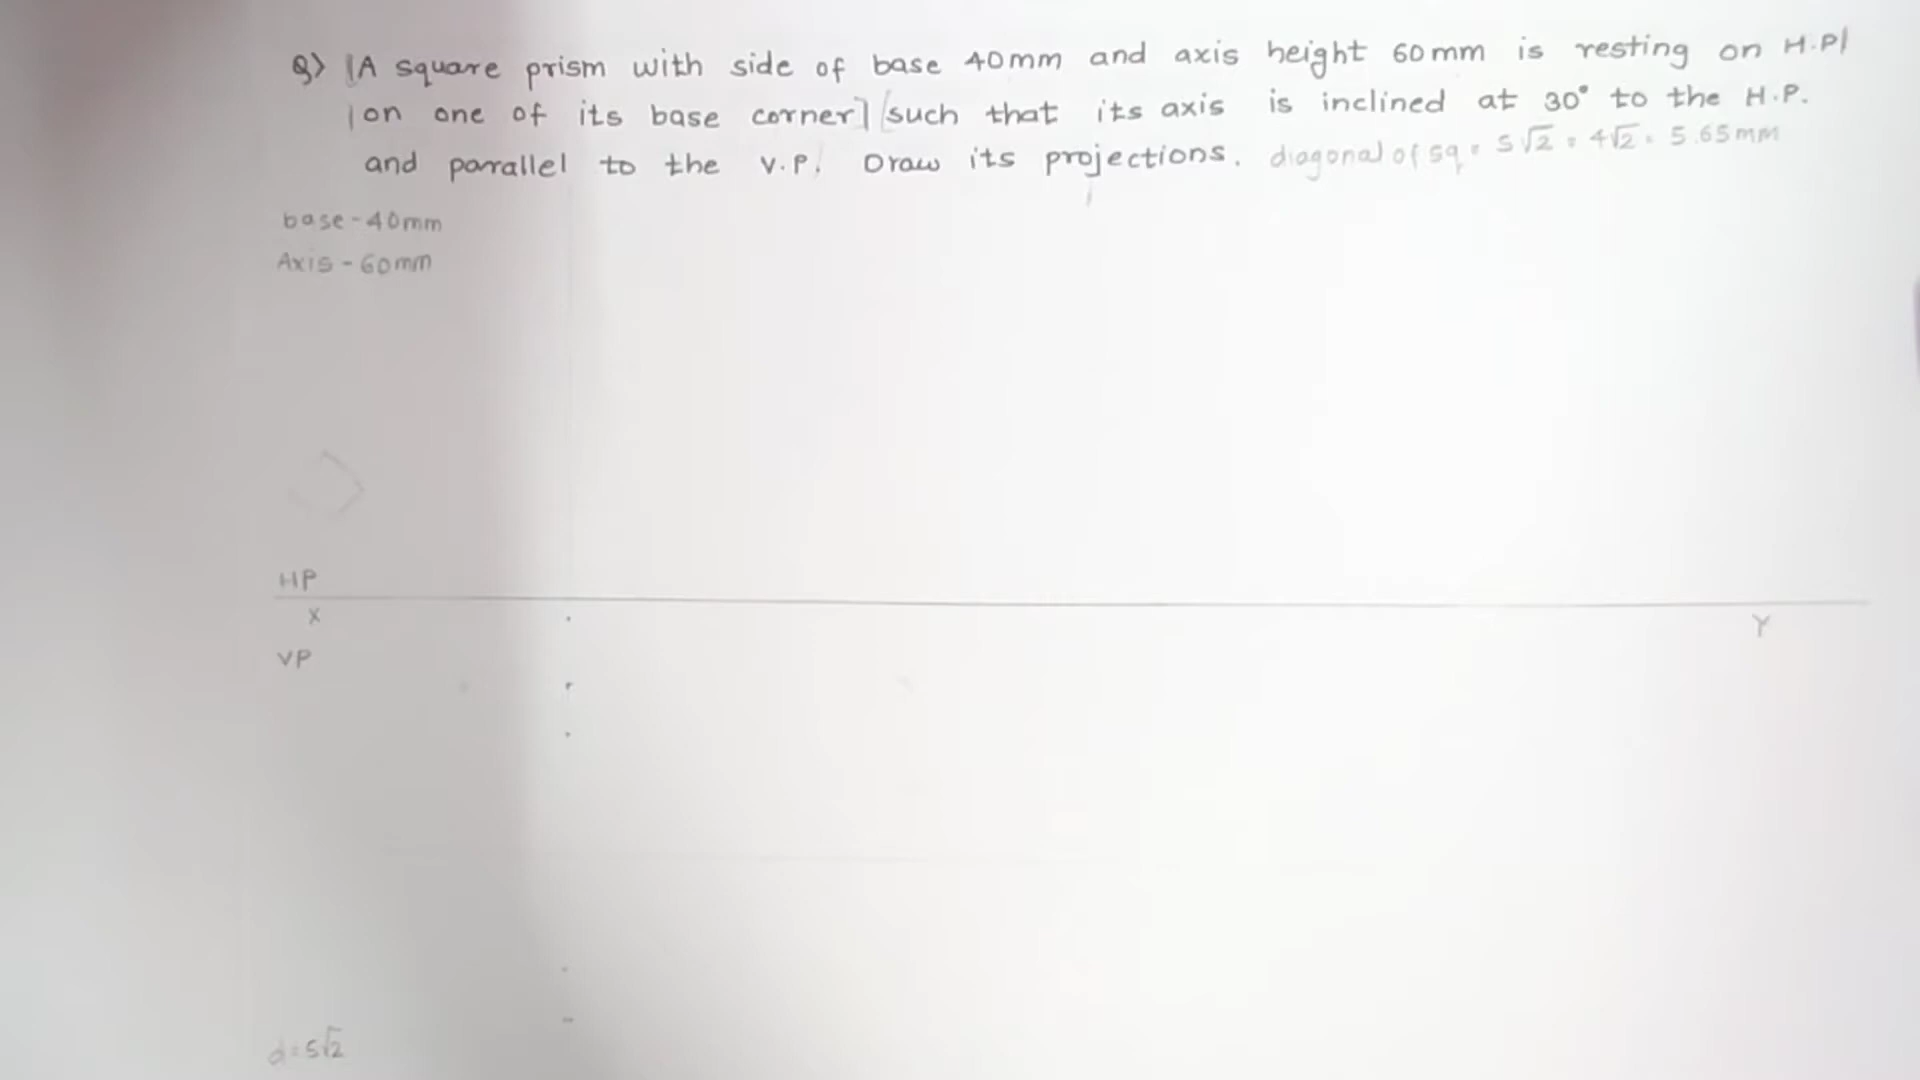 Q) A square prism with side of base 40mm and axis height 60mm is resting on H.P
on one of its base corner such that its axis is inclined at 30° to the H.P.
and parallel to the V.P. Draw its projections. diagonal of sq = s√2 = 4√2 = 5.65mm
base - 40mm
Axis - 60mm
HP
X Y
VP
d = s√2